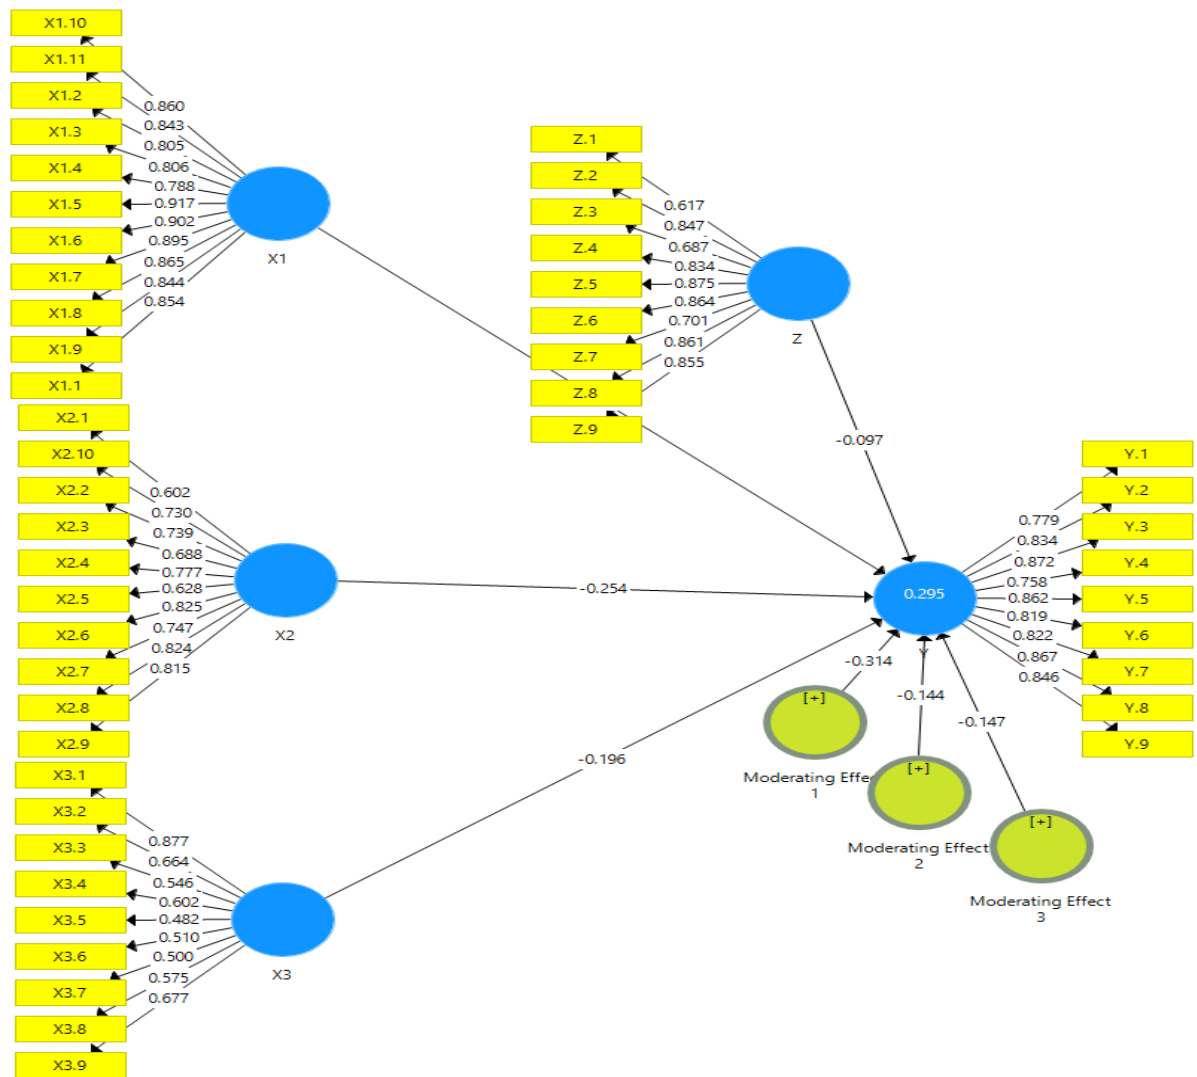 X1.10
X1.11
X1.2
X1.3
X1.4
X1.5
X1.6
X1.7
X1.8
X1.9
X1.1
0.860
0.843
0.805
0.806
0.788
0.917
0.902
0.895
0.865
0.844
0.854
X1
Z.1
Z.2
Z.3
Z.4
Z.5
Z.6
Z.7
Z.8
Z.9
0.617
0.847
0.687
0.834
0.875
0.864
0.701
0.861
0.855
Z
-0.097
X2.1
X2.10
X2.2
X2.3
X2.4
X2.5
X2.6
X2.7
X2.8
X2.9
0.602
0.730
0.739
0.688
0.777
0.628
0.825
0.747
0.824
0.815
X2
-0.254
0.295
Y
Y.1
Y.2
Y.3
Y.4
Y.5
Y.6
Y.7
Y.8
Y.9
0.779
0.834
0.872
0.758
0.862
0.819
0.822
0.867
0.846
-0.314
-0.144
-0.147
[+]
Moderating Effec
1
[+]
Moderating Effect
2
[+]
Moderating Effect
3
X3.1
X3.2
X3.3
X3.4
X3.5
X3.6
X3.7
X3.8
X3.9
0.877
0.664
0.546
0.602
0.482
0.510
0.500
0.575
0.677
X3
-0.196